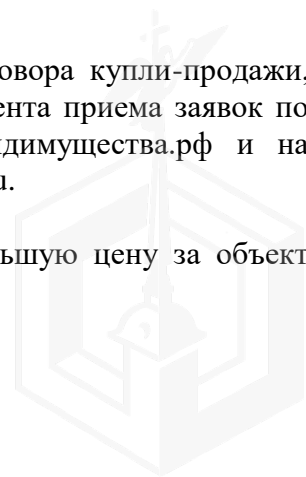 овора купли-продажи,
ента приема заявок по
димущества.рф и на
u.
ьшую цену за объект